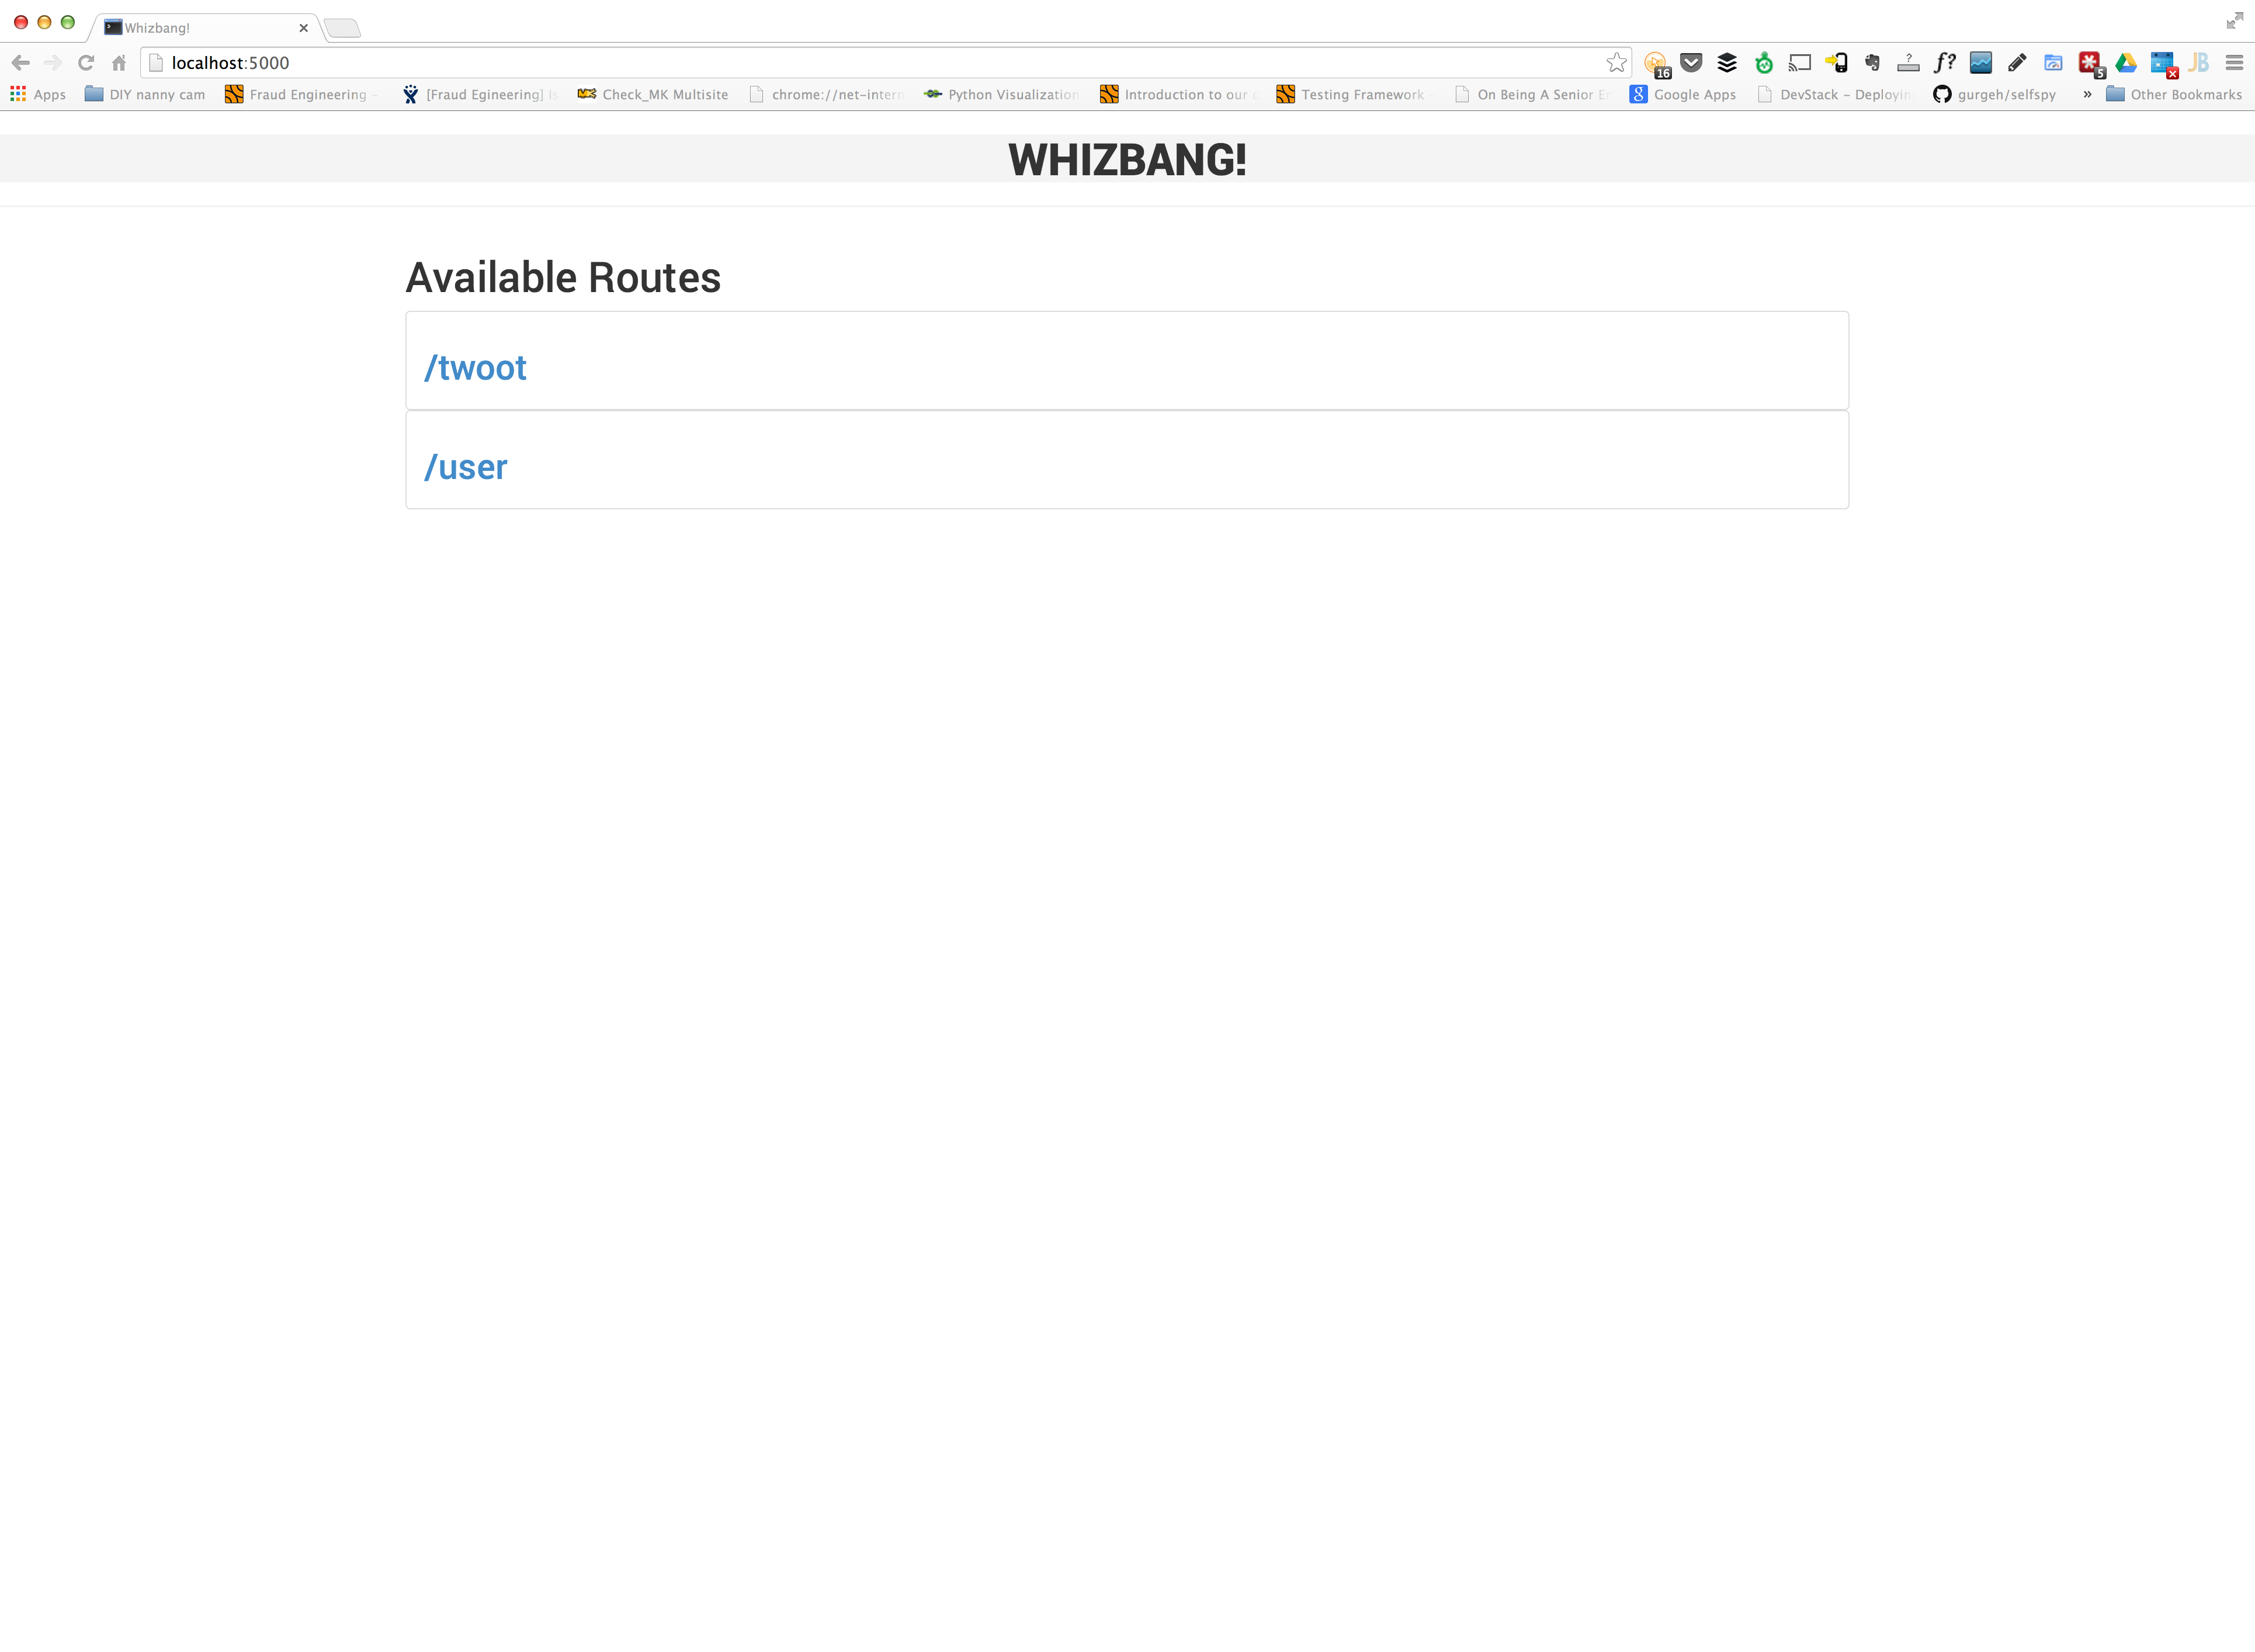 Whizbang!
localhost:5000
16
?
f?
5
JB
Apps
DIY nanny cam
Fraud Engineering -
[Fraud Egineering]
Check_MK Multisite
chrome://net-intern
Python Visualization
Introduction to our
Testing Framework
On Being A Senior
Google Apps
DevStack - Deployin
gurgeh/selfspy
»
Other Bookmarks
WHIZBANG!
Available Routes
/twoot
/user